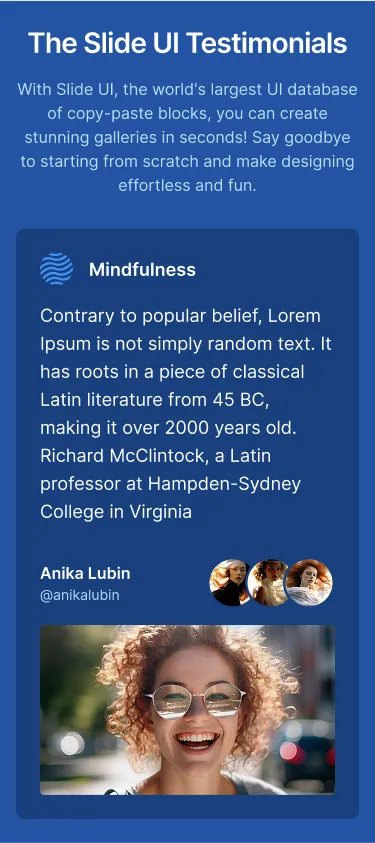 The Slide UI Testimonials
With Slide UI, the world's largest UI database
of copy-paste blocks, you can create
stunning galleries in seconds! Say goodbye
to starting from scratch and make designing
effortless and fun.
Mindfulness
Contrary to popular belief, Lorem
Ipsum is not simply random text. It
has roots in a piece of classical
Latin literature from 45 BC,
making it over 2000 years old.
Richard McClintock, a Latin
professor at Hampden-Sydney
College in Virginia
Anika Lubin
@anikalubin